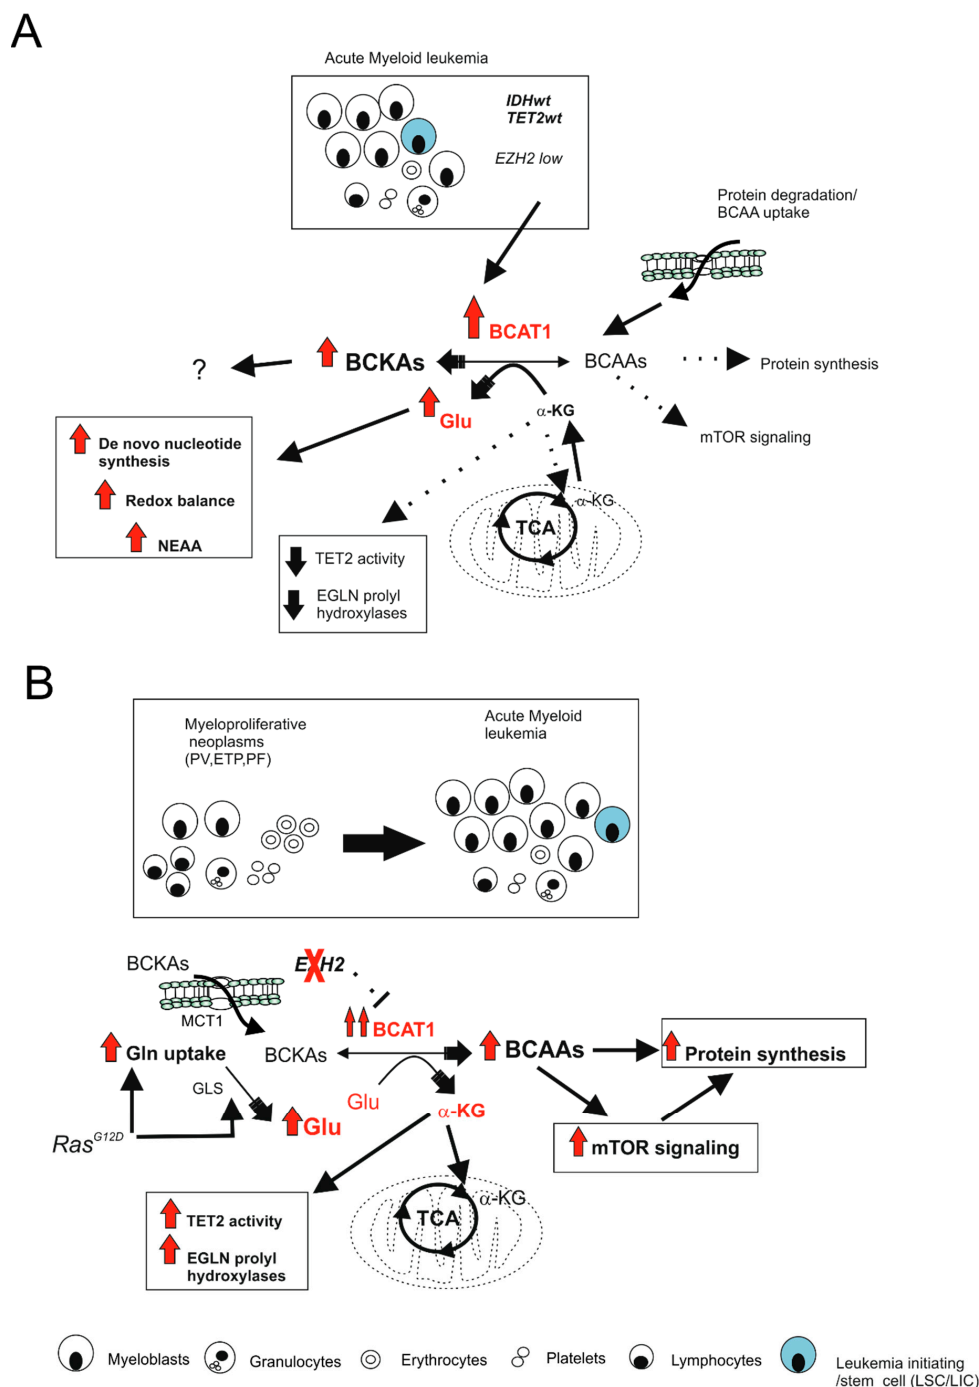 A
Acute Myeloid leukemia
IDHwt
TET2wt
EZH2 low
Protein degradation/
BCAA uptake
BCAT1
?
BCKAs
BCAAs
Protein synthesis
Glu
α-KG
mTOR signaling
De novo nucleotide
synthesis
Redox balance
NEAA
α-KG
TCA
TET2 activity
EGLN prolyl
hydroxylases
B
Myeloproliferative
neoplasms
(PV,ETP,PF)
Acute Myeloid
leukemia
BCKAs
EZH2
MCT1
BCAT1
Gln uptake
BCKAs
BCAAs
Protein synthesis
GLS
Glu
Glu
α-KG
Ras G12D
mTOR signaling
TET2 activity
EGLN prolyl
hydroxylases
α-KG
TCA
Myeloblasts
Granulocytes
Erythrocytes
Platelets
Lymphocytes
Leukemia initiating
/stem cell (LSC/LIC)